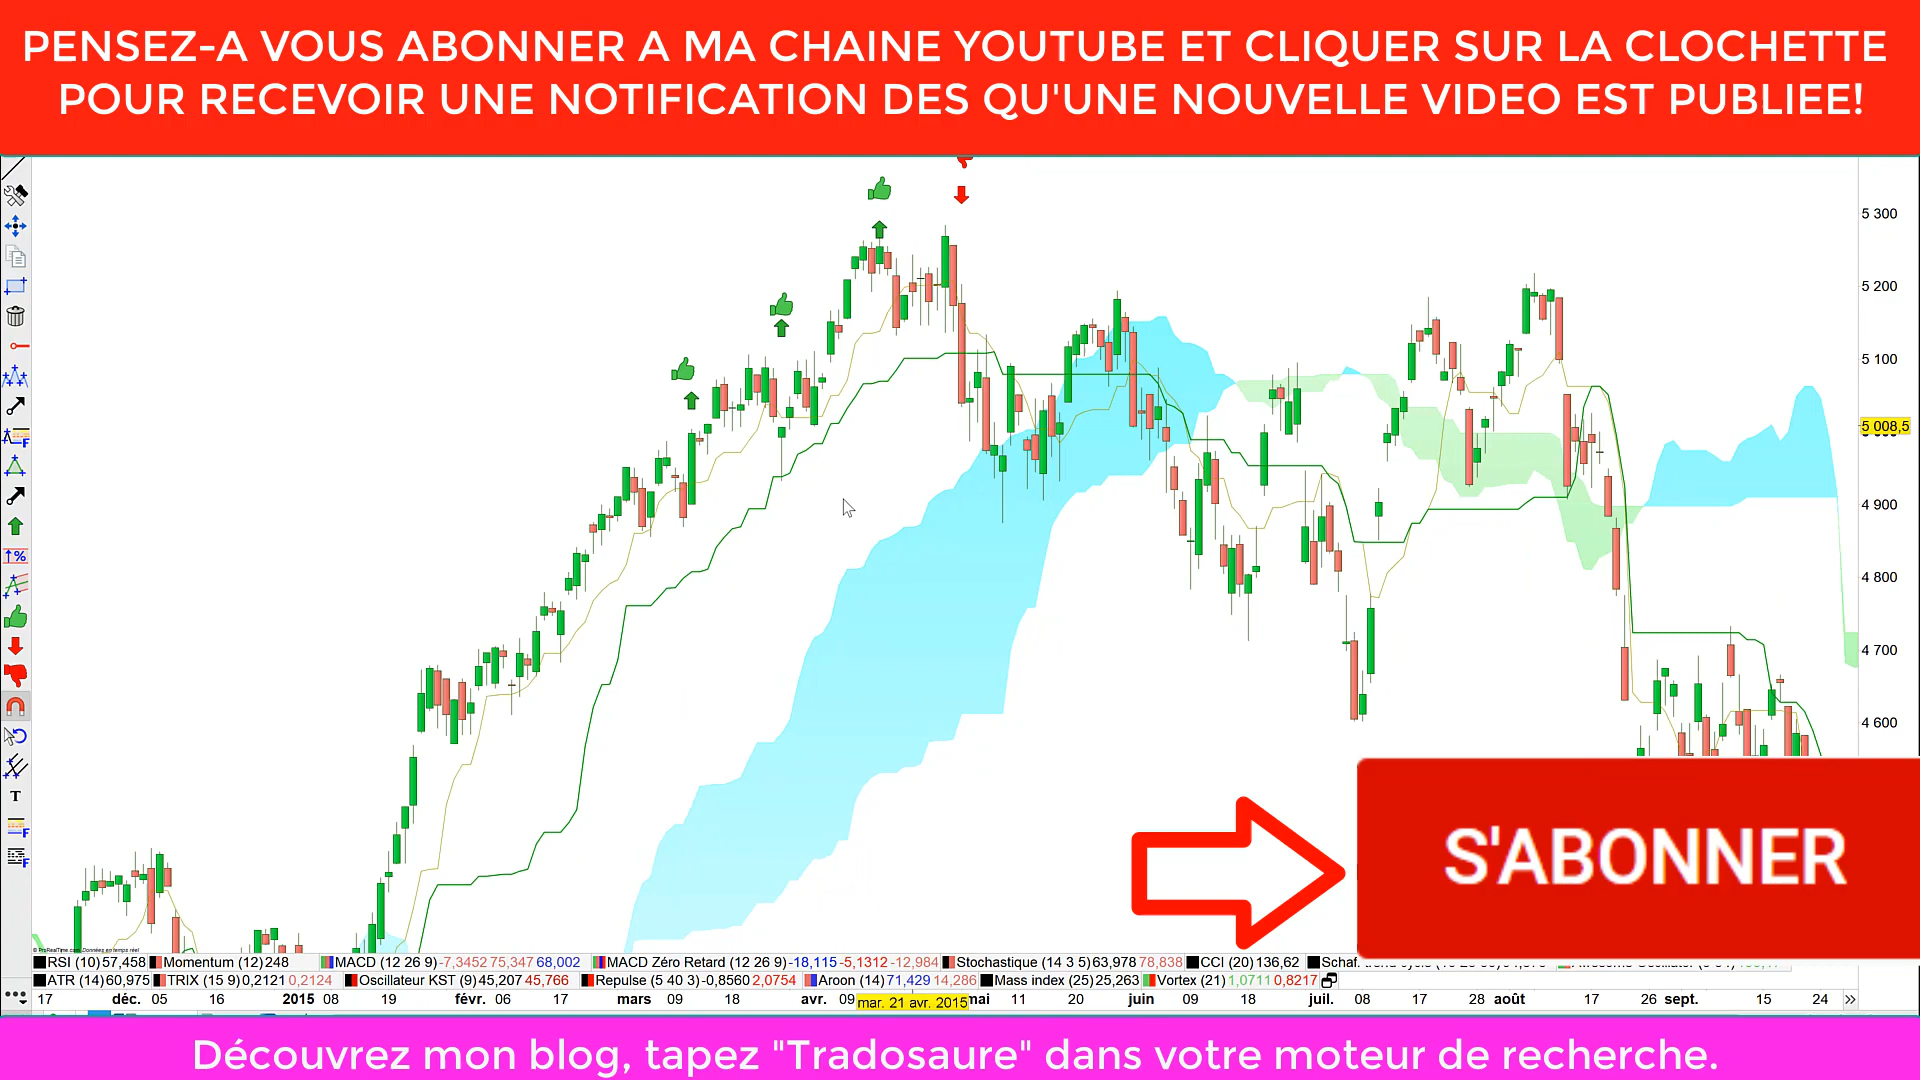 PENSEZ-A VOUS ABONNER A MA CHAINE YOUTUBE ET CLIQUER SUR LA CLOCHETTE
POUR RECEVOIR UNE NOTIFICATION DES QU'UNE NOUVELLE VIDEO EST PUBLIEE!
5 300
5 200
5 100
5 008,5
4 900
4 800
4 700
4 600
S'ABONNER
F
%
T
F
F
© ProRealTime.com Données en temps réel
RSI (10) 57,458 Momentum (12) 248 MACD (12 26 9) -7,3452 75,347 68,002 MACD Zéro Retard (12 26 9) -18,115 -5,1312 -12,984 Stochastique (14 3 5) 63,978 78,838 CCI (20) 136,62
ATR (14) 60,975 TRIX (15 9) 0,2121 0,2124 Oscillateur KST (9) 45,207 45,766 Repulse (5 40 3) -0,8560 2,0754 Aroon (14) 71,429 14,286 Mass index (25) 25,263 Vortex (21) 1,0711 0,8217
17 déc. 05 16 2015 08 19 févr. 06 17 mars 09 18 avr. 09 mar. 21 avr. 2015 mai 11 20 juin 09 18 juil. 08 17 28 août 17 26 sept. 15 24
Découvrez mon blog, tapez "Tradosaure" dans votre moteur de recherche.